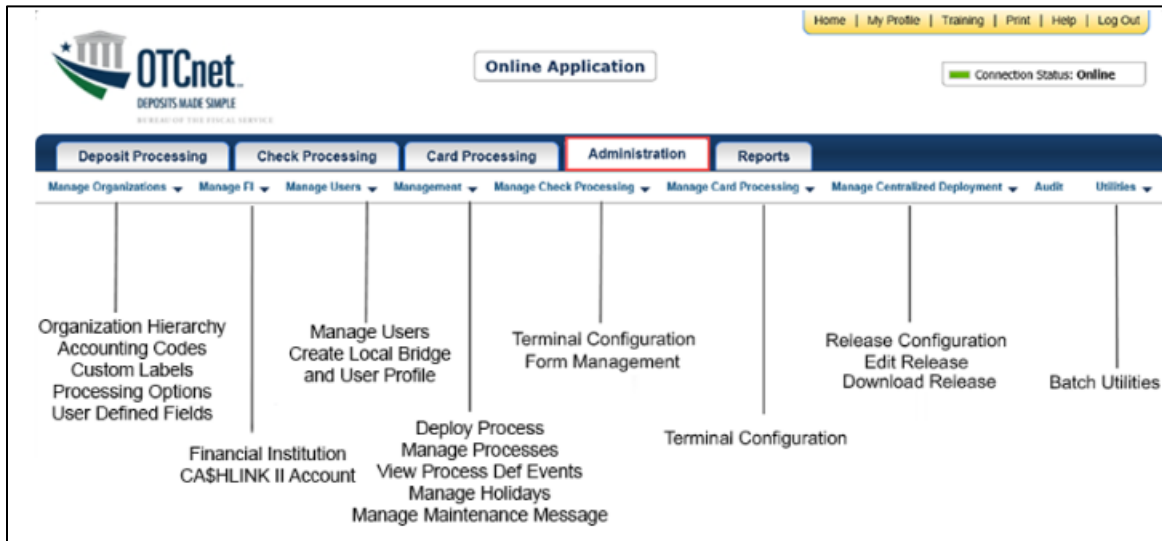 Home | My Profile | Training | Print | Help | Log Out
OTCnet
DEPOSITS MADE SIMPLE
BUREAU OF THE FISCAL SERVICE
Online Application
Connection Status: Online
Deposit Processing Check Processing Card Processing Administration Reports
Manage Organizations Manage FI Manage Users Management Manage Check Processing Manage Card Processing Manage Centralized Deployment Audit Utilities
Organization Hierarchy
Accounting Codes
Custom Labels
Processing Options
User Defined Fields
Financial Institution
CA$HLINK II Account
Manage Users
Create Local Bridge
and User Profile
Deploy Process
Manage Processes
View Process Def Events
Manage Holidays
Manage Maintenance Message
Terminal Configuration
Form Management
Terminal Configuration
Release Configuration
Edit Release
Download Release
Batch Utilities